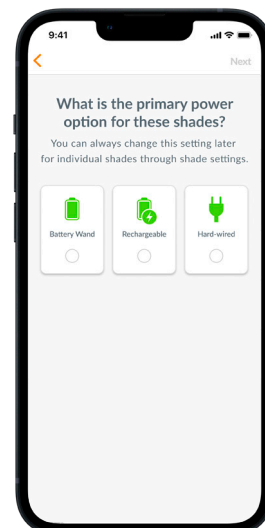 9:41
Next
What is the primary power
option for these shades?
You can always change this setting later
for individual shades through shade settings.
Battery Wand
Rechargeable
Hard-wired